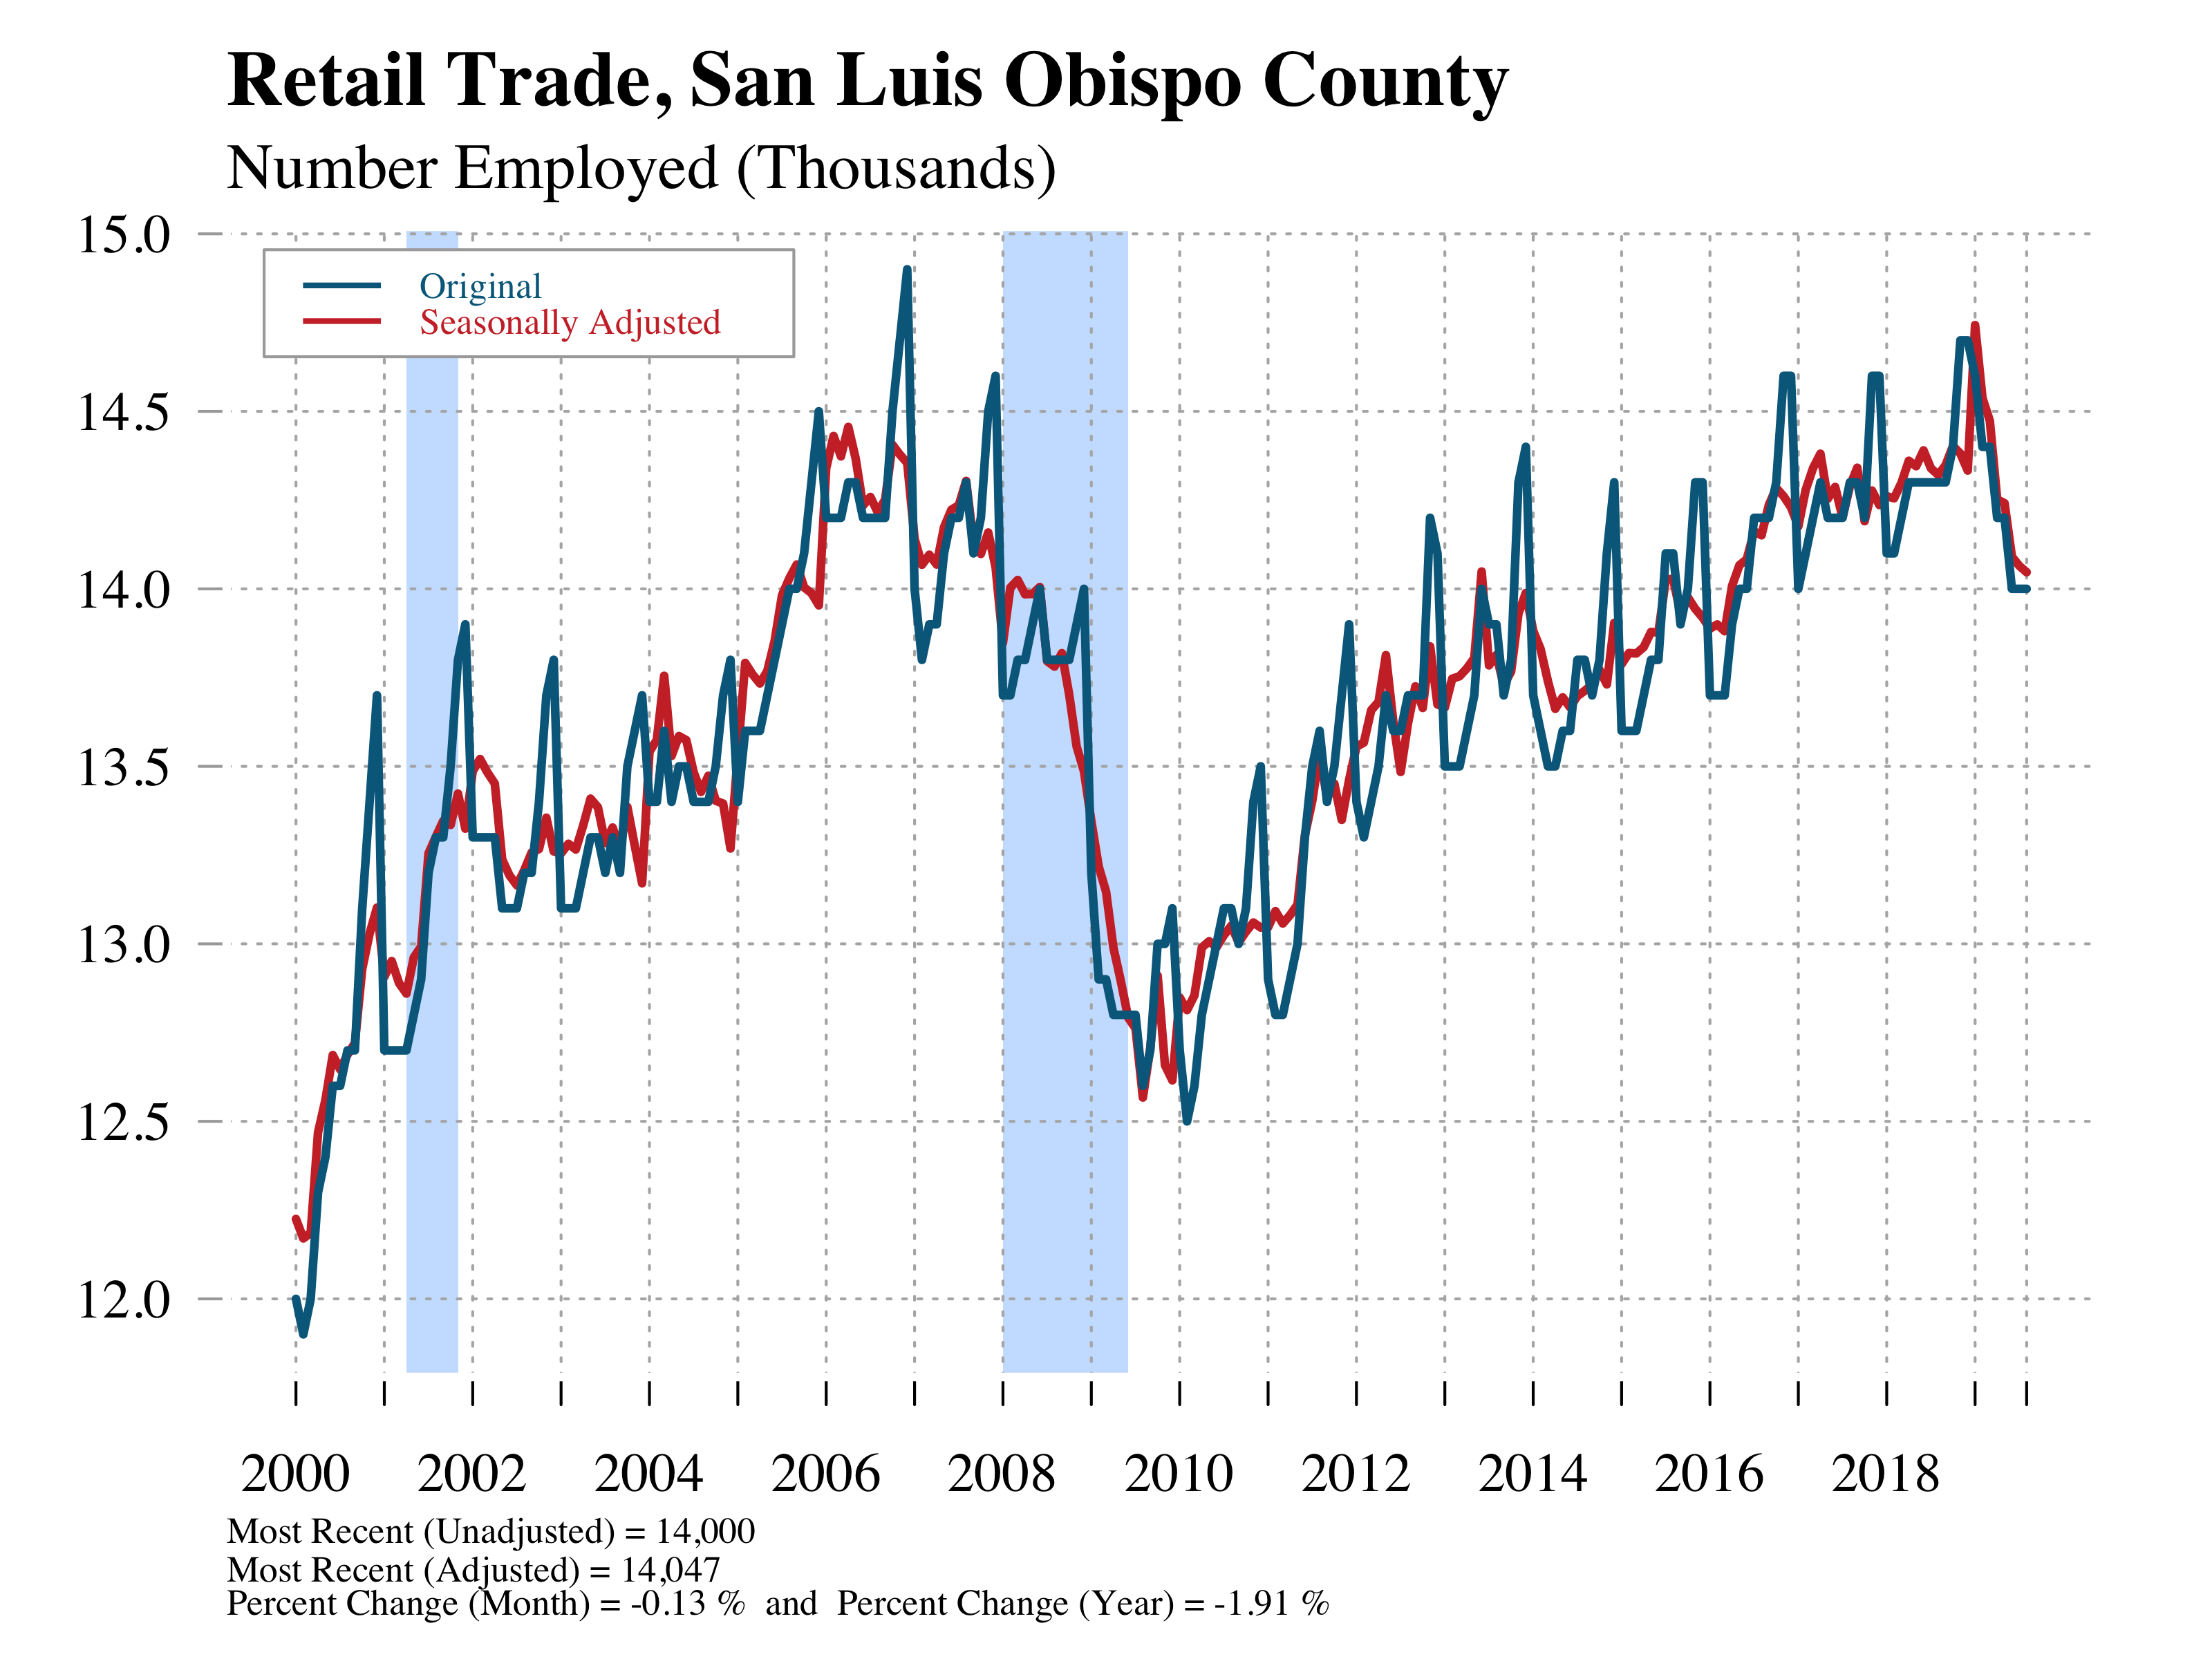 Retail Trade, San Luis Obispo County
Number Employed (Thousands)
15.0
Original
Seasonally Adjusted
14.5
14.0
13.5
13.0
12.5
12.0
2000 2002 2004 2006 2008 2010 2012 2014 2016 2018
Most Recent (Unadjusted) = 14,000
Most Recent (Adjusted) = 14,047
Percent Change (Month) = -0.13 % and Percent Change (Year) = -1.91 %